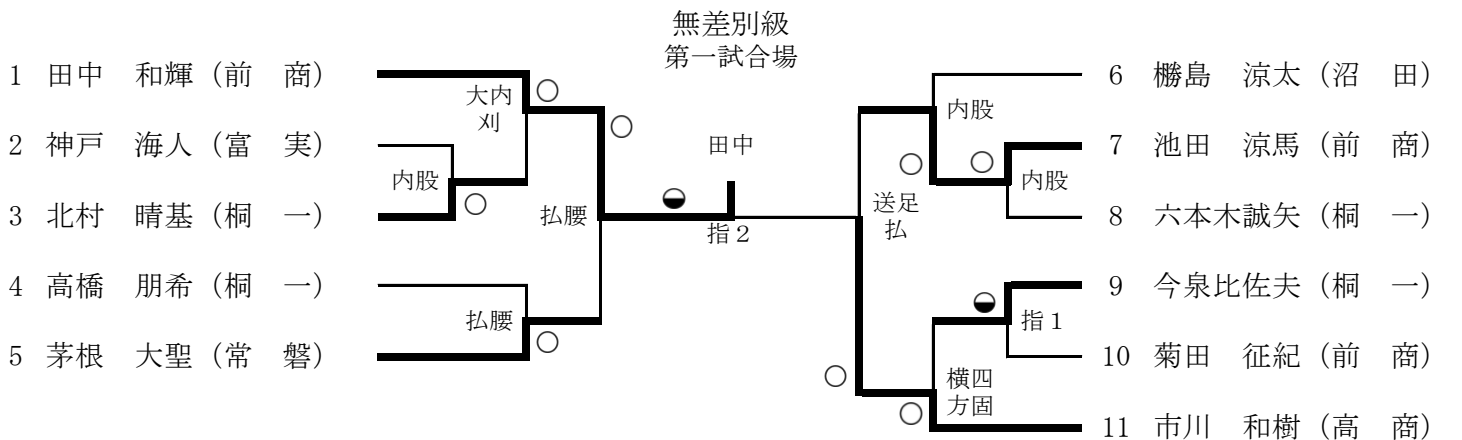 無差別級
第一試合場
1 田中　和輝（前　商）
2 神戸　海人（富　実）
3 北村　晴基（桐　一）
4 高橋　朋希（桐　一）
5 茅根　大聖（常　磐）
大内
刈
内股
払腰
払腰
田中
指２
内股
内股
送足
払
指１
横四
方固
6 橳島　涼太（沼　田）
7 池田　涼馬（前　商）
8 六本木誠矢（桐　一）
9 今泉比佐夫（桐　一）
10 菊田　征紀（前　商）
11 市川　和樹（高　商）